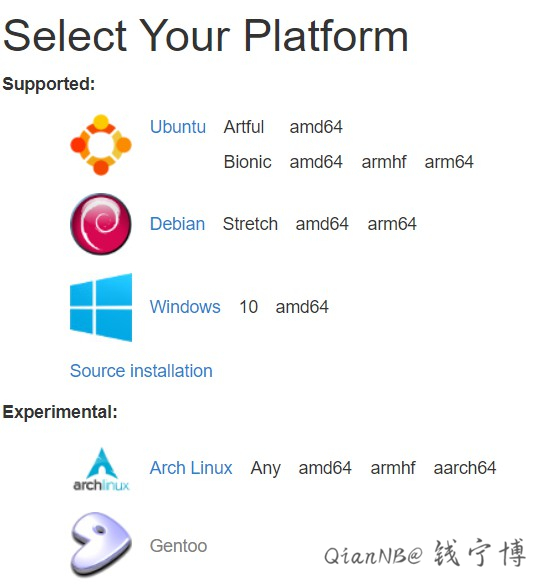 Select Your Platform
Supported:
Ubuntu Artful amd64
Bionic amd64 armhf arm64
Debian Stretch amd64 arm64
Windows 10 amd64
Source installation
Experimental:
archlinux
Arch Linux Any amd64 armhf aarch64
Gentoo
QianNB@ 钱宁博